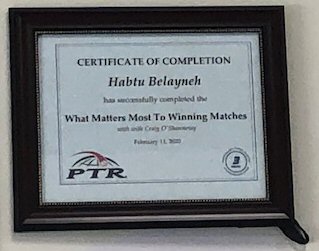 CERTIFICATE OF COMPLETION
Habtu Belayneh
has successfully completed the
What Matters Most To Winning Matches
with Craig O'Shannessy
February 13, 2020
PTR